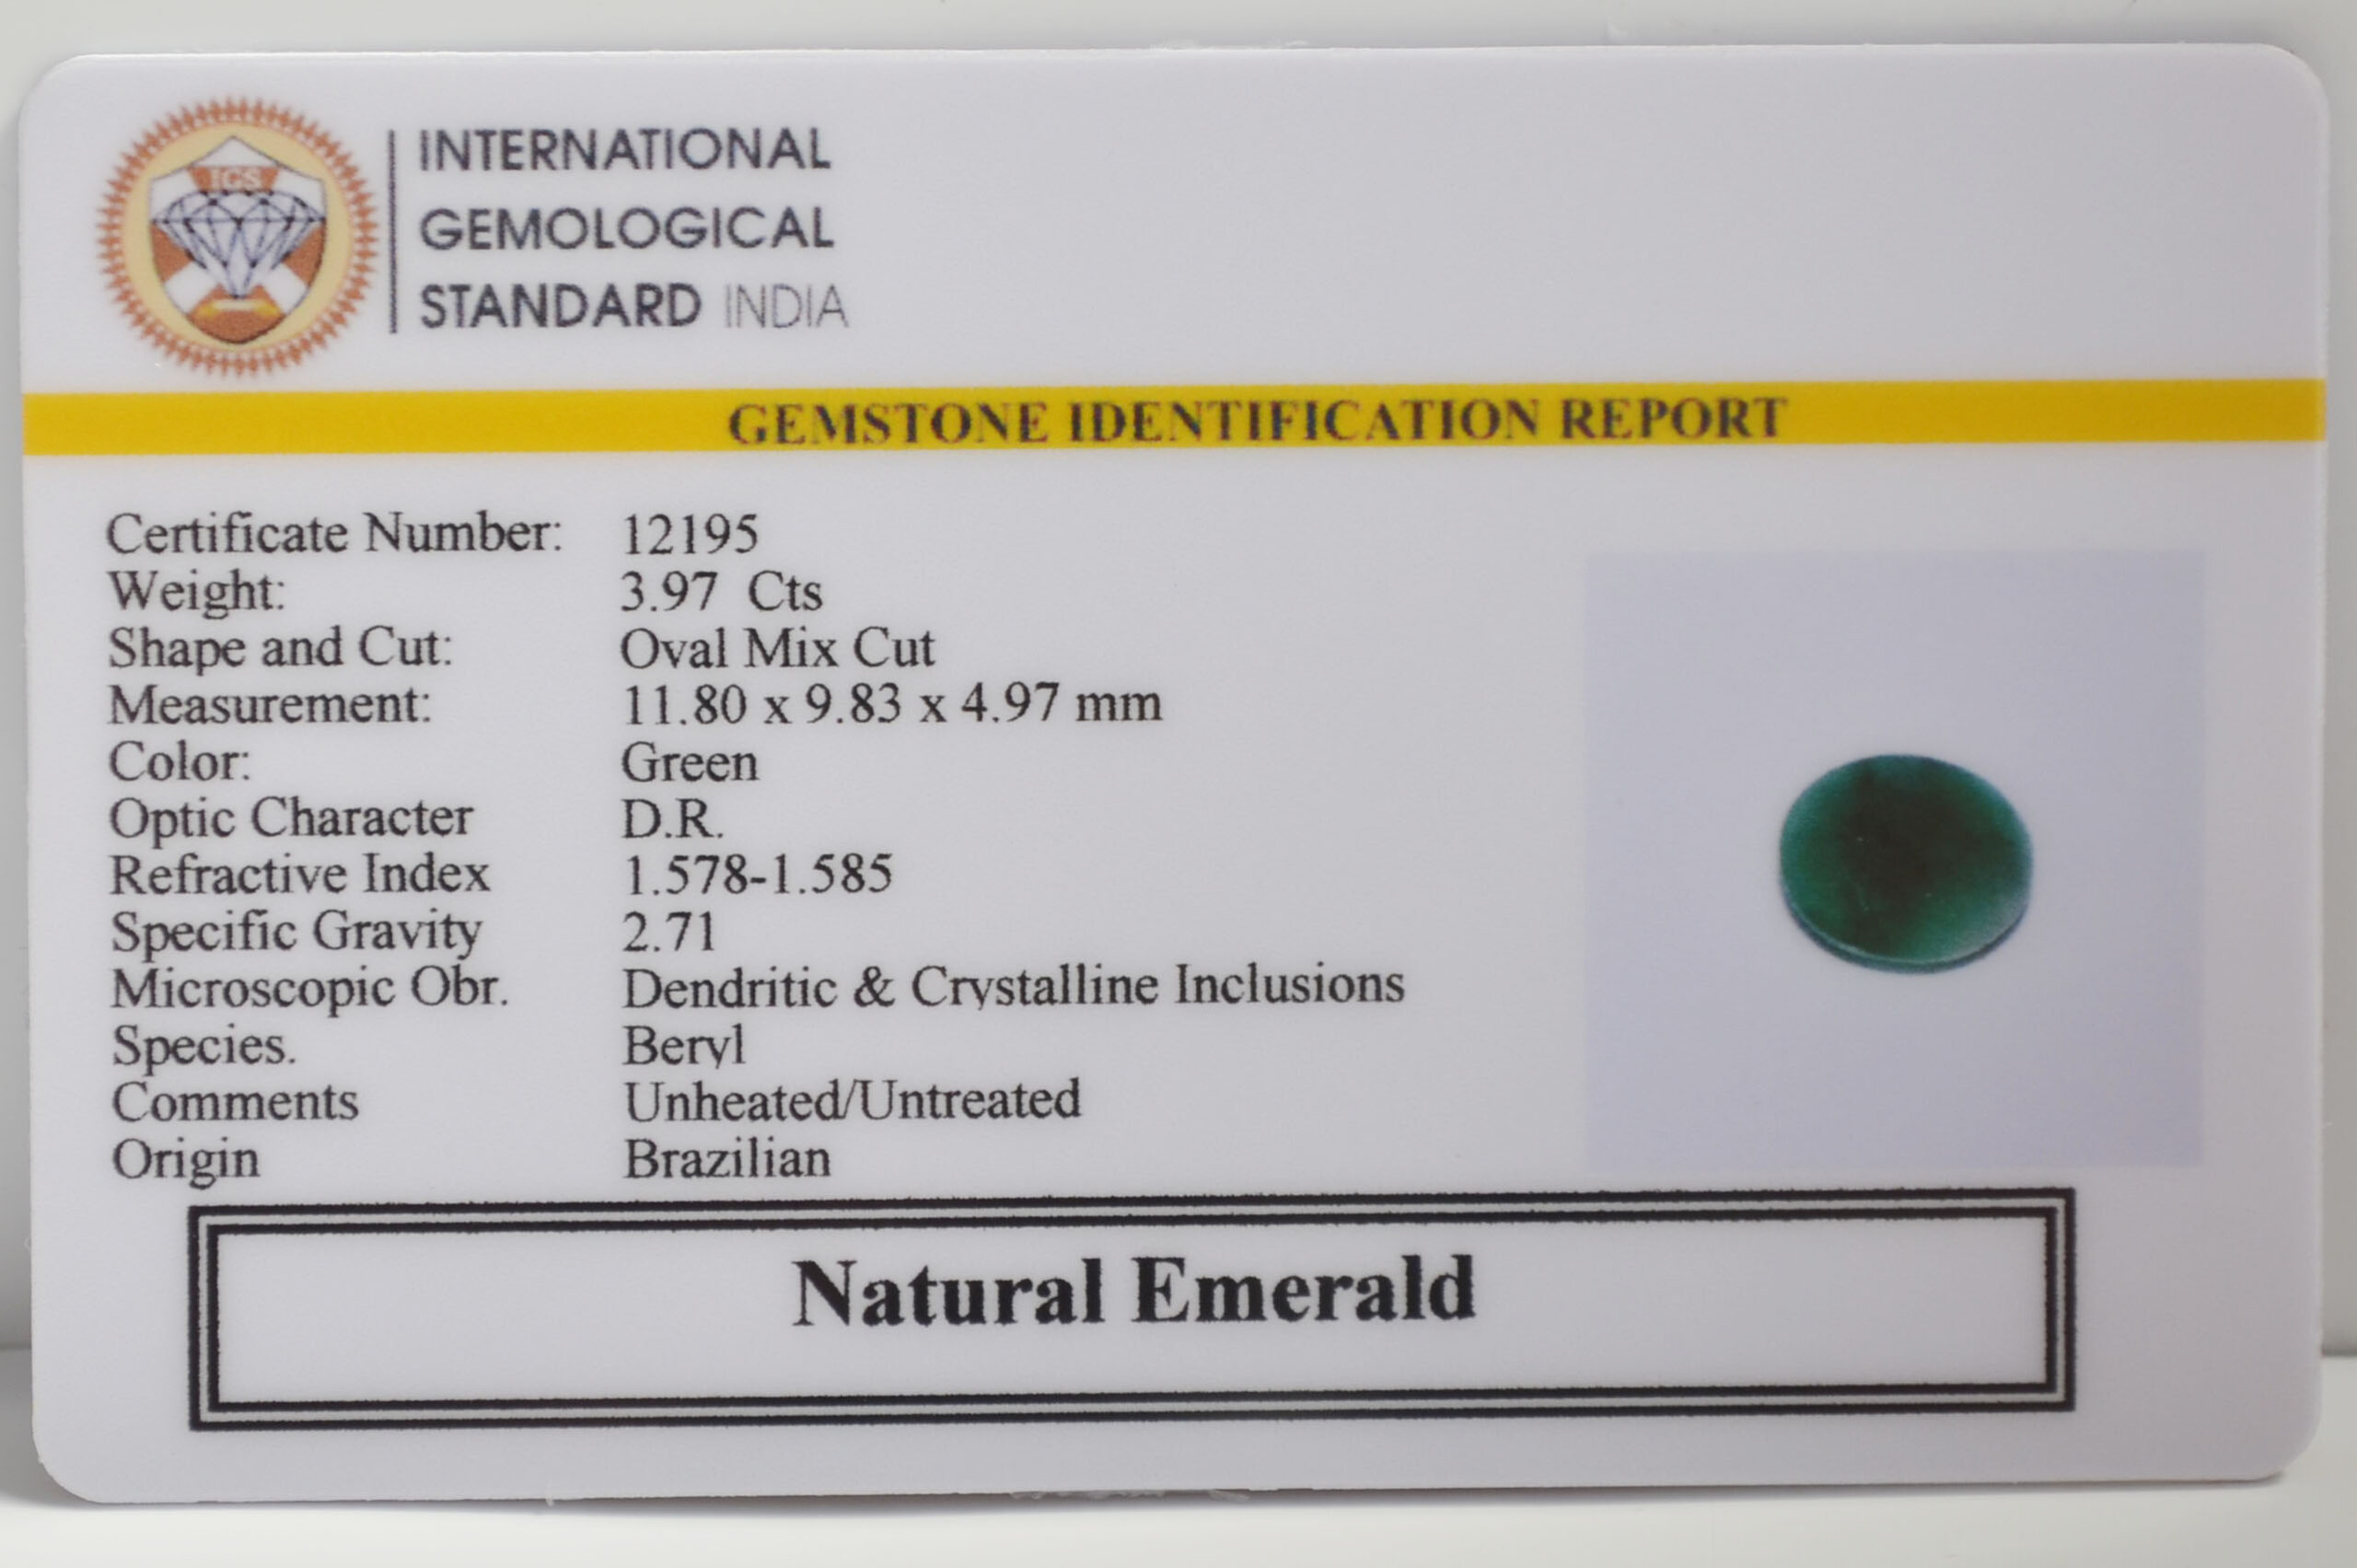 IGS
INTERNATIONAL
GEMOLOGICAL
STANDARD INDIA
GEMSTONE IDENTIFICATION REPORT
Certificate Number: 12195
Weight: 3.97 Cts
Shape and Cut: Oval Mix Cut
Measurement: 11.80 x 9.83 x 4.97 mm
Color: Green
Optic Character D.R.
Refractive Index 1.578-1.585
Specific Gravity 2.71
Microscopic Obr. Dendritic & Crystalline Inclusions
Species. Beryl
Comments Unheated/Untreated
Origin Brazilian
Natural Emerald